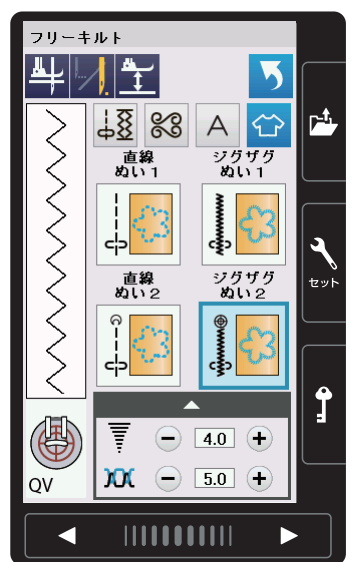 フリーキルト
A
直線
ぬい1
ジグザグ
ぬい1
直線
ぬい2
ジグザグ
ぬい2
セット
4.0
5.0
QV